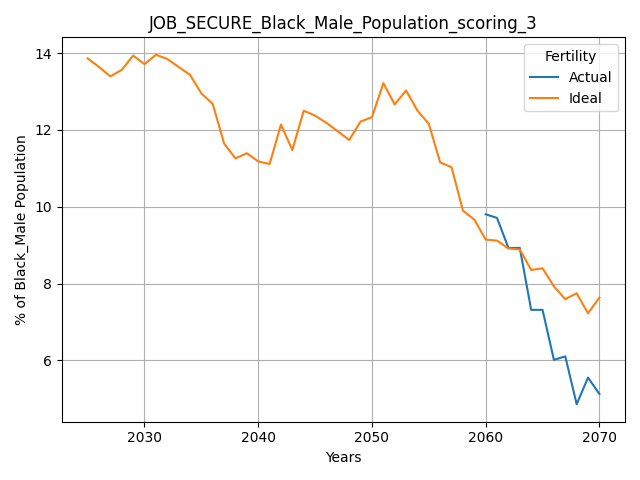 JOB_SECURE_Black_Male_Population_scoring_3
Fertility
Actual
Ideal
% of Black_Male Population
14
12
10
8
6
2030
2040
2050
2060
2070
Years